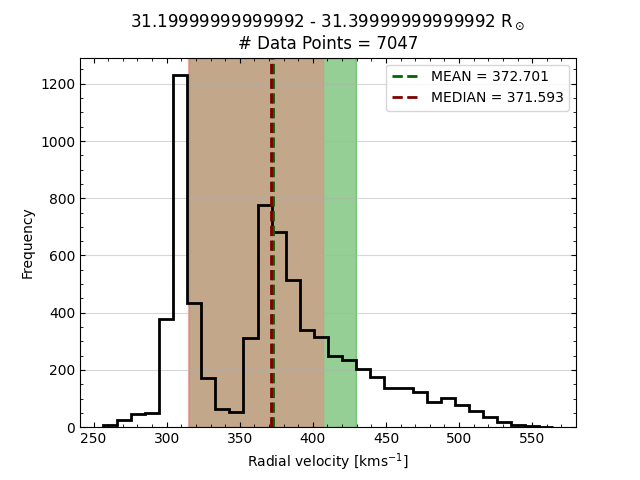 31.19999999999992 - 31.39999999999992 R⊙
# Data Points = 7047
MEAN = 372.701
MEDIAN = 371.593
1200
1000
800
600
400
200
0
Frequency
250 300 350 400 450 500 550
Radial velocity [kms⁻¹]